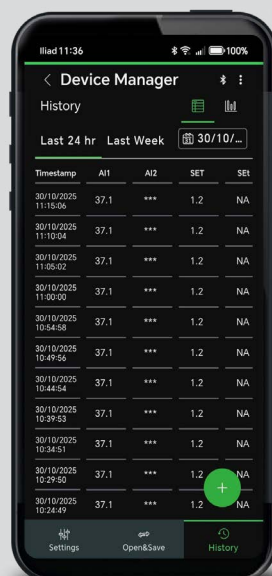 Iliad 11:36 100%
Device Manager
History
Last 24 hr Last Week 30/10/...
Timestamp AI1 AI2 SET SEt
30/10/2025
11:15:06 37.1 *** 1.2 NA
30/10/2025
11:10:04 37.1 *** 1.2 NA
30/10/2025
11:05:02 37.1 *** 1.2 NA
30/10/2025
11:00:00 37.1 *** 1.2 NA
30/10/2025
10:54:58 37.1 *** 1.2 NA
30/10/2025
10:49:56 37.1 *** 1.2 NA
30/10/2025
10:44:54 37.1 *** 1.2 NA
30/10/2025
10:39:53 37.1 *** 1.2 NA
30/10/2025
10:34:51 37.1 *** 1.2 NA
30/10/2025
10:29:50 37.1 *** 1.2 NA
30/10/2025
10:24:49 37.1 *** 1.2 NA
Settings Open&Save History